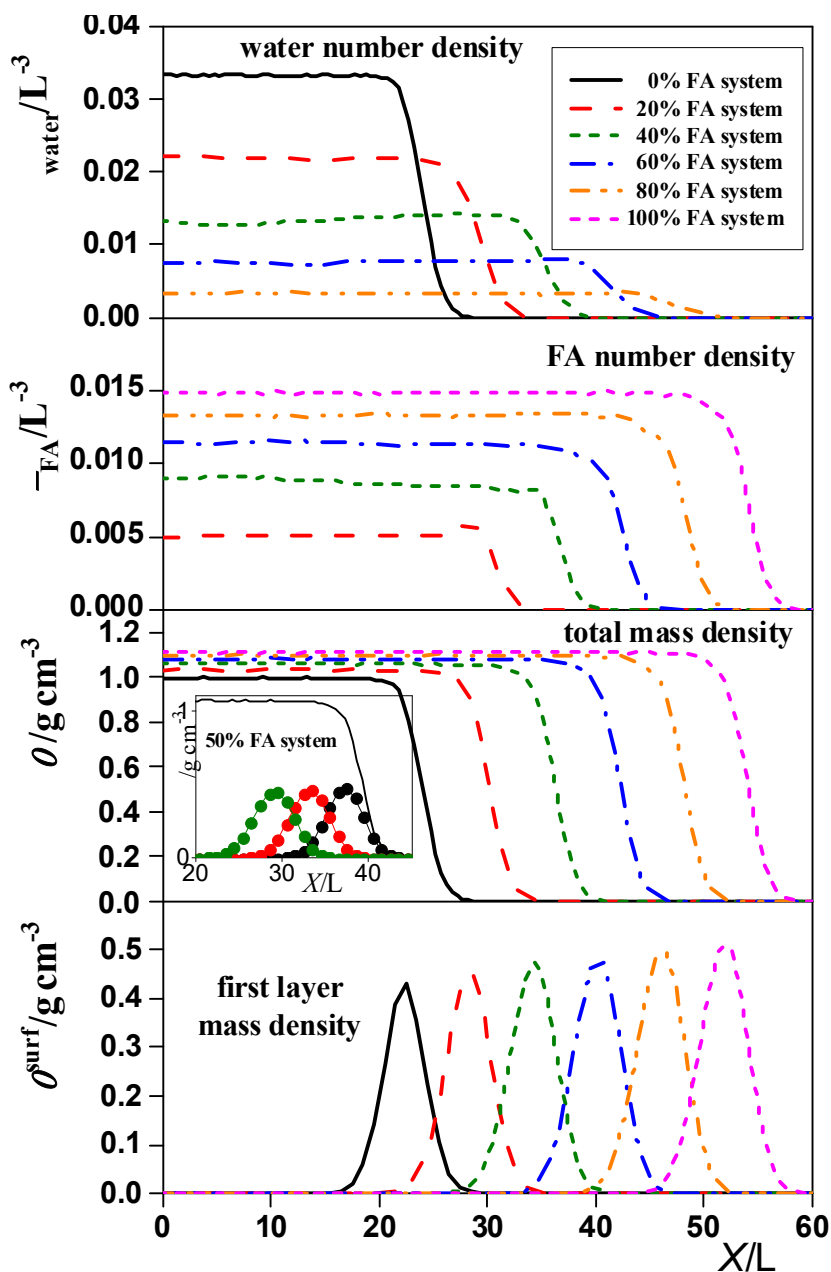 0.04
water number density
0% FA system
20% FA system
40% FA system
60% FA system
80% FA system
100% FA system
water/L-3
0.03
0.02
0.01
0.00
FA number density
_FA/L-3
0.015
0.010
0.005
0.000
total mass density
0/g cm-3
1.2
1.0
0.8
0.6
0.4
0.2
0.0
50% FA system
/g cm-3
1
0
20
30
40
X/L
first layer
mass density
0surf/g cm-3
0.5
0.4
0.3
0.2
0.1
0.0
0
10
20
30
40
50
60
X/L